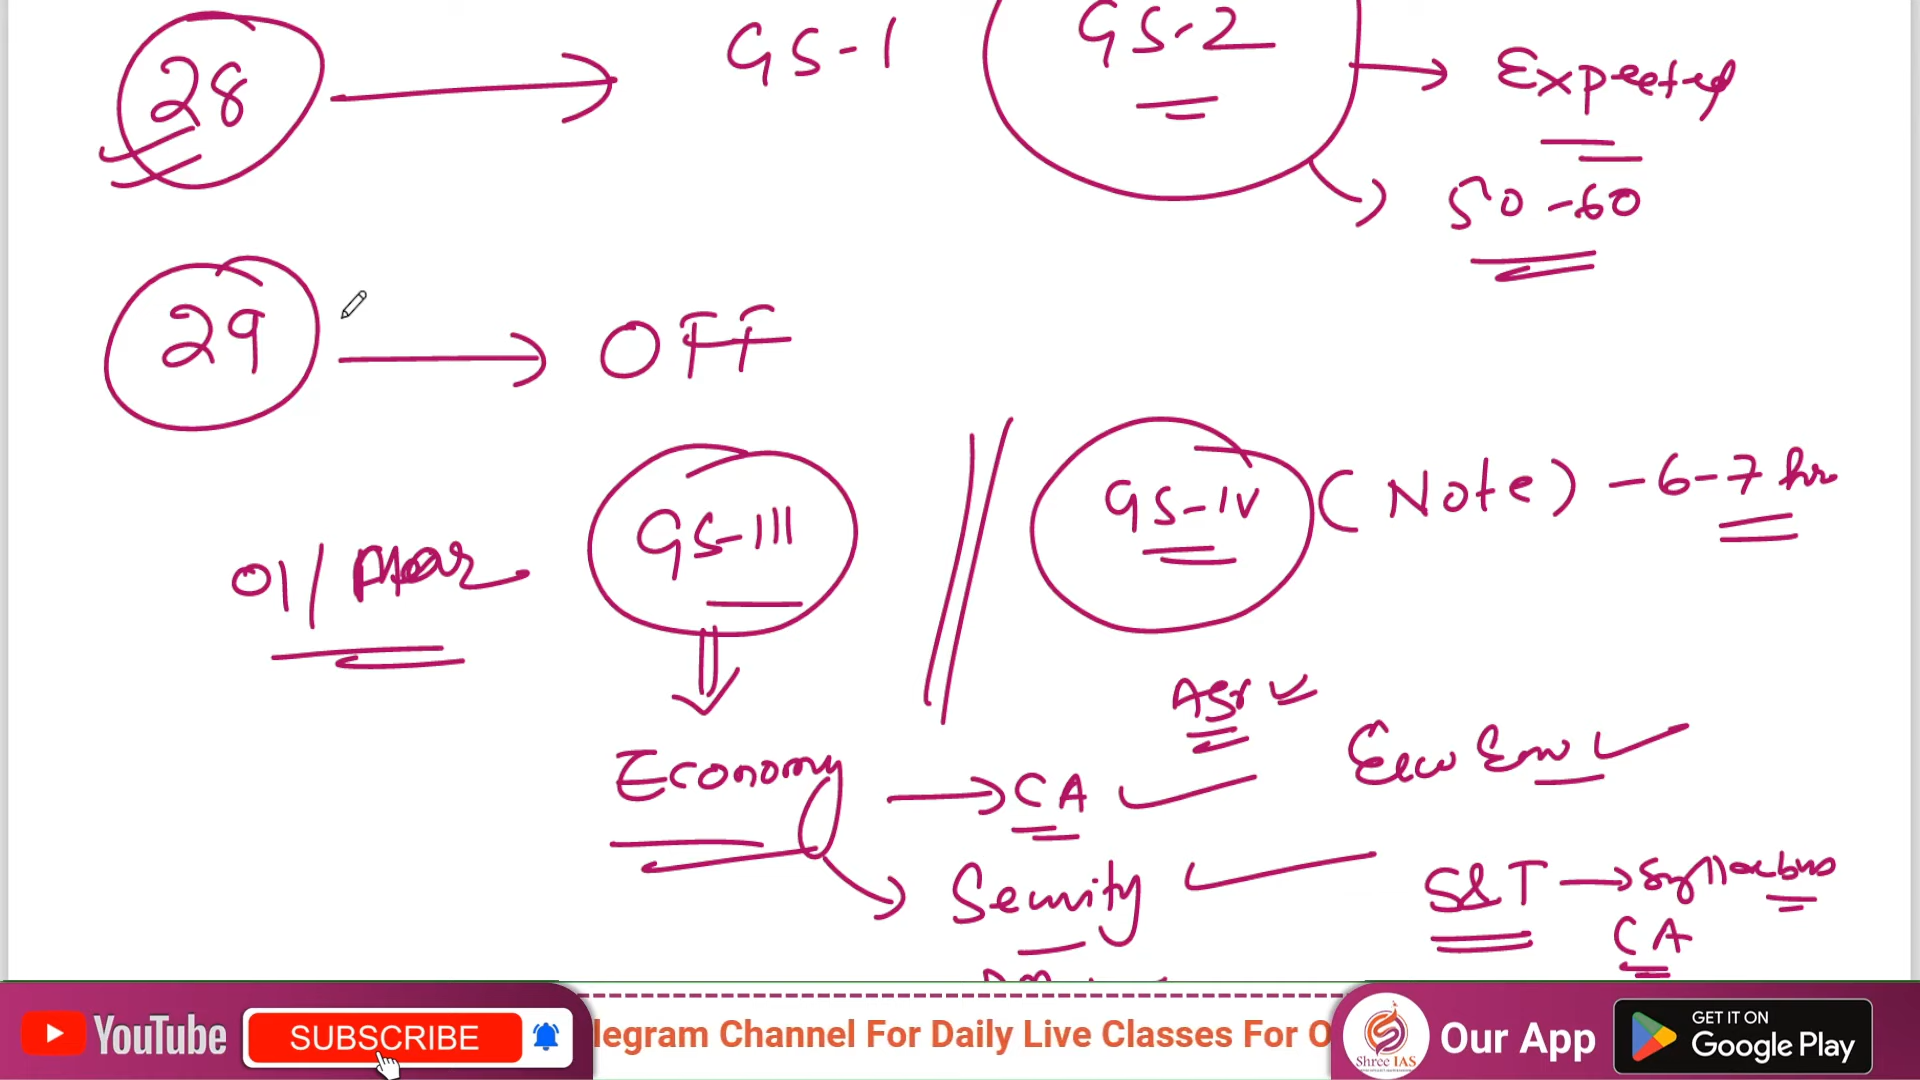 28 → GS-1 GS-2 → Expected
50-60
29 → OFF
01/Mar GS-III GS-IV (Note) - 6-7 hr
Agr
Economy → CA Eco Env
Security S&T → Syllabus
CA
YouTube SUBSCRIBE legram Channel For Daily Live Classes For O Shree IAS Our App GET IT ON Google Play